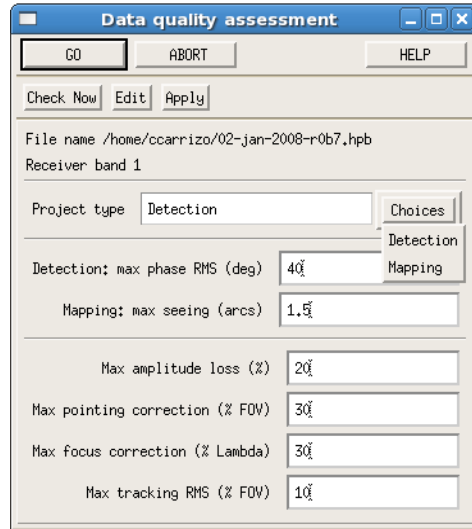 Data quality assessment
GO ABORT HELP
Check Now Edit Apply
File name /home/ccarrizo/02-jan-2008-r0b7.hpb
Receiver band 1
Project type Detection Choices
Detection
Mapping
Detection: max phase RMS (deg) 40
Mapping: max seeing (arcs) 1.5
Max amplitude loss (%) 20
Max pointing correction (% FOV) 30
Max focus correction (% Lambda) 30
Max tracking RMS (% FOV) 10